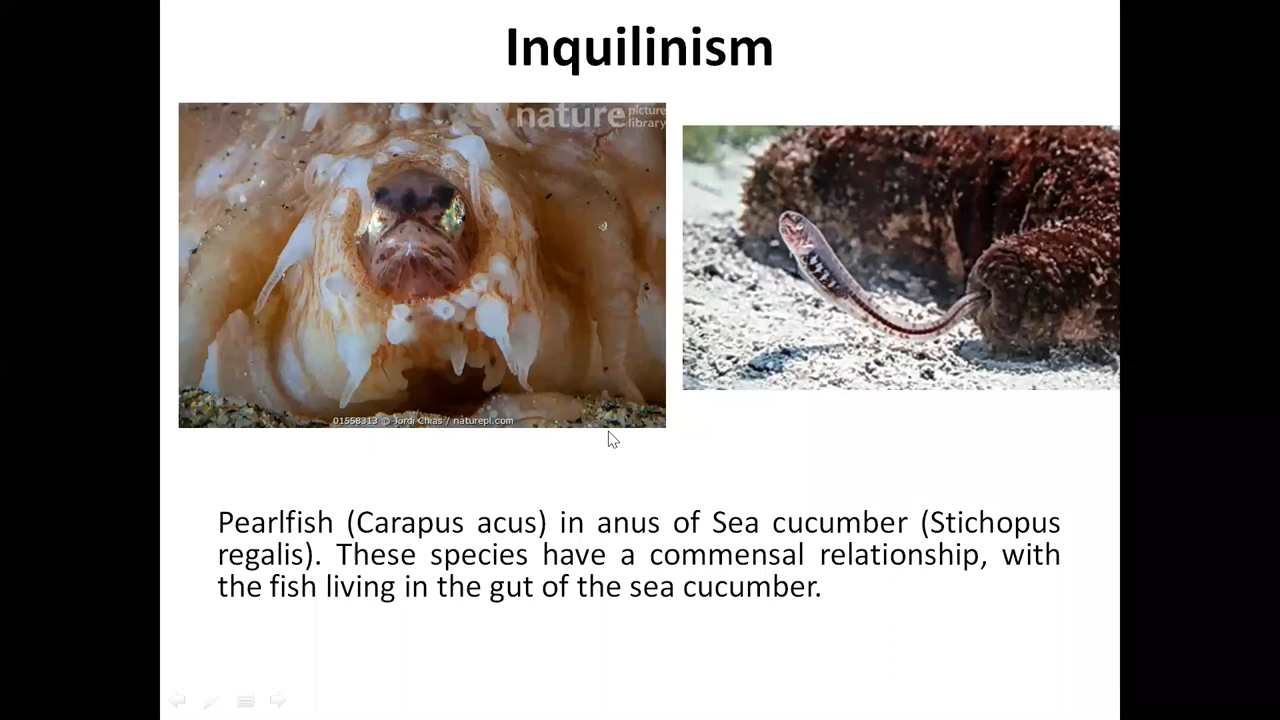 Inquilinism
nature picture library
01558313 © Jordi Chias / naturepl.com
Pearlfish (Carapus acus) in anus of Sea cucumber (Stichopus
regalis). These species have a commensal relationship, with
the fish living in the gut of the sea cucumber.